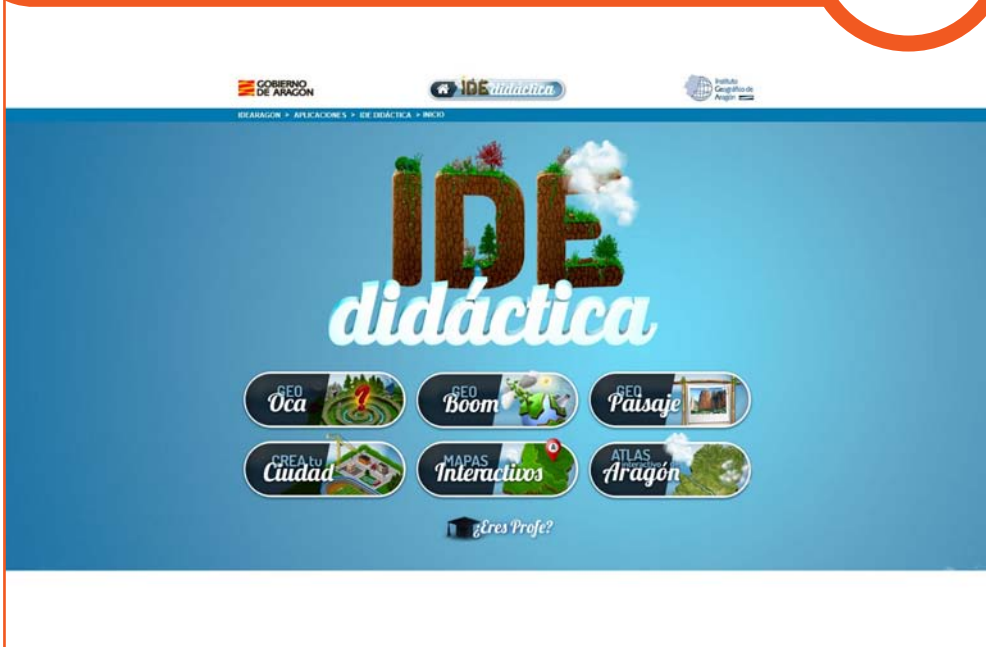 GOBIERNO
DE ARAGON
IDE didáctica
Instituto
Geográfico de
Aragón
IDEARAGON > APLICACIONES > IDE DIDÁCTICA > INICIO
IDE
didáctica
GEO
Oca
GEO
Boom
GEO
Paisaje
CREA tu
Ciudad
MAPAS
Interactivos
ATLAS
interactivo
Aragón
¿Eres Profe?